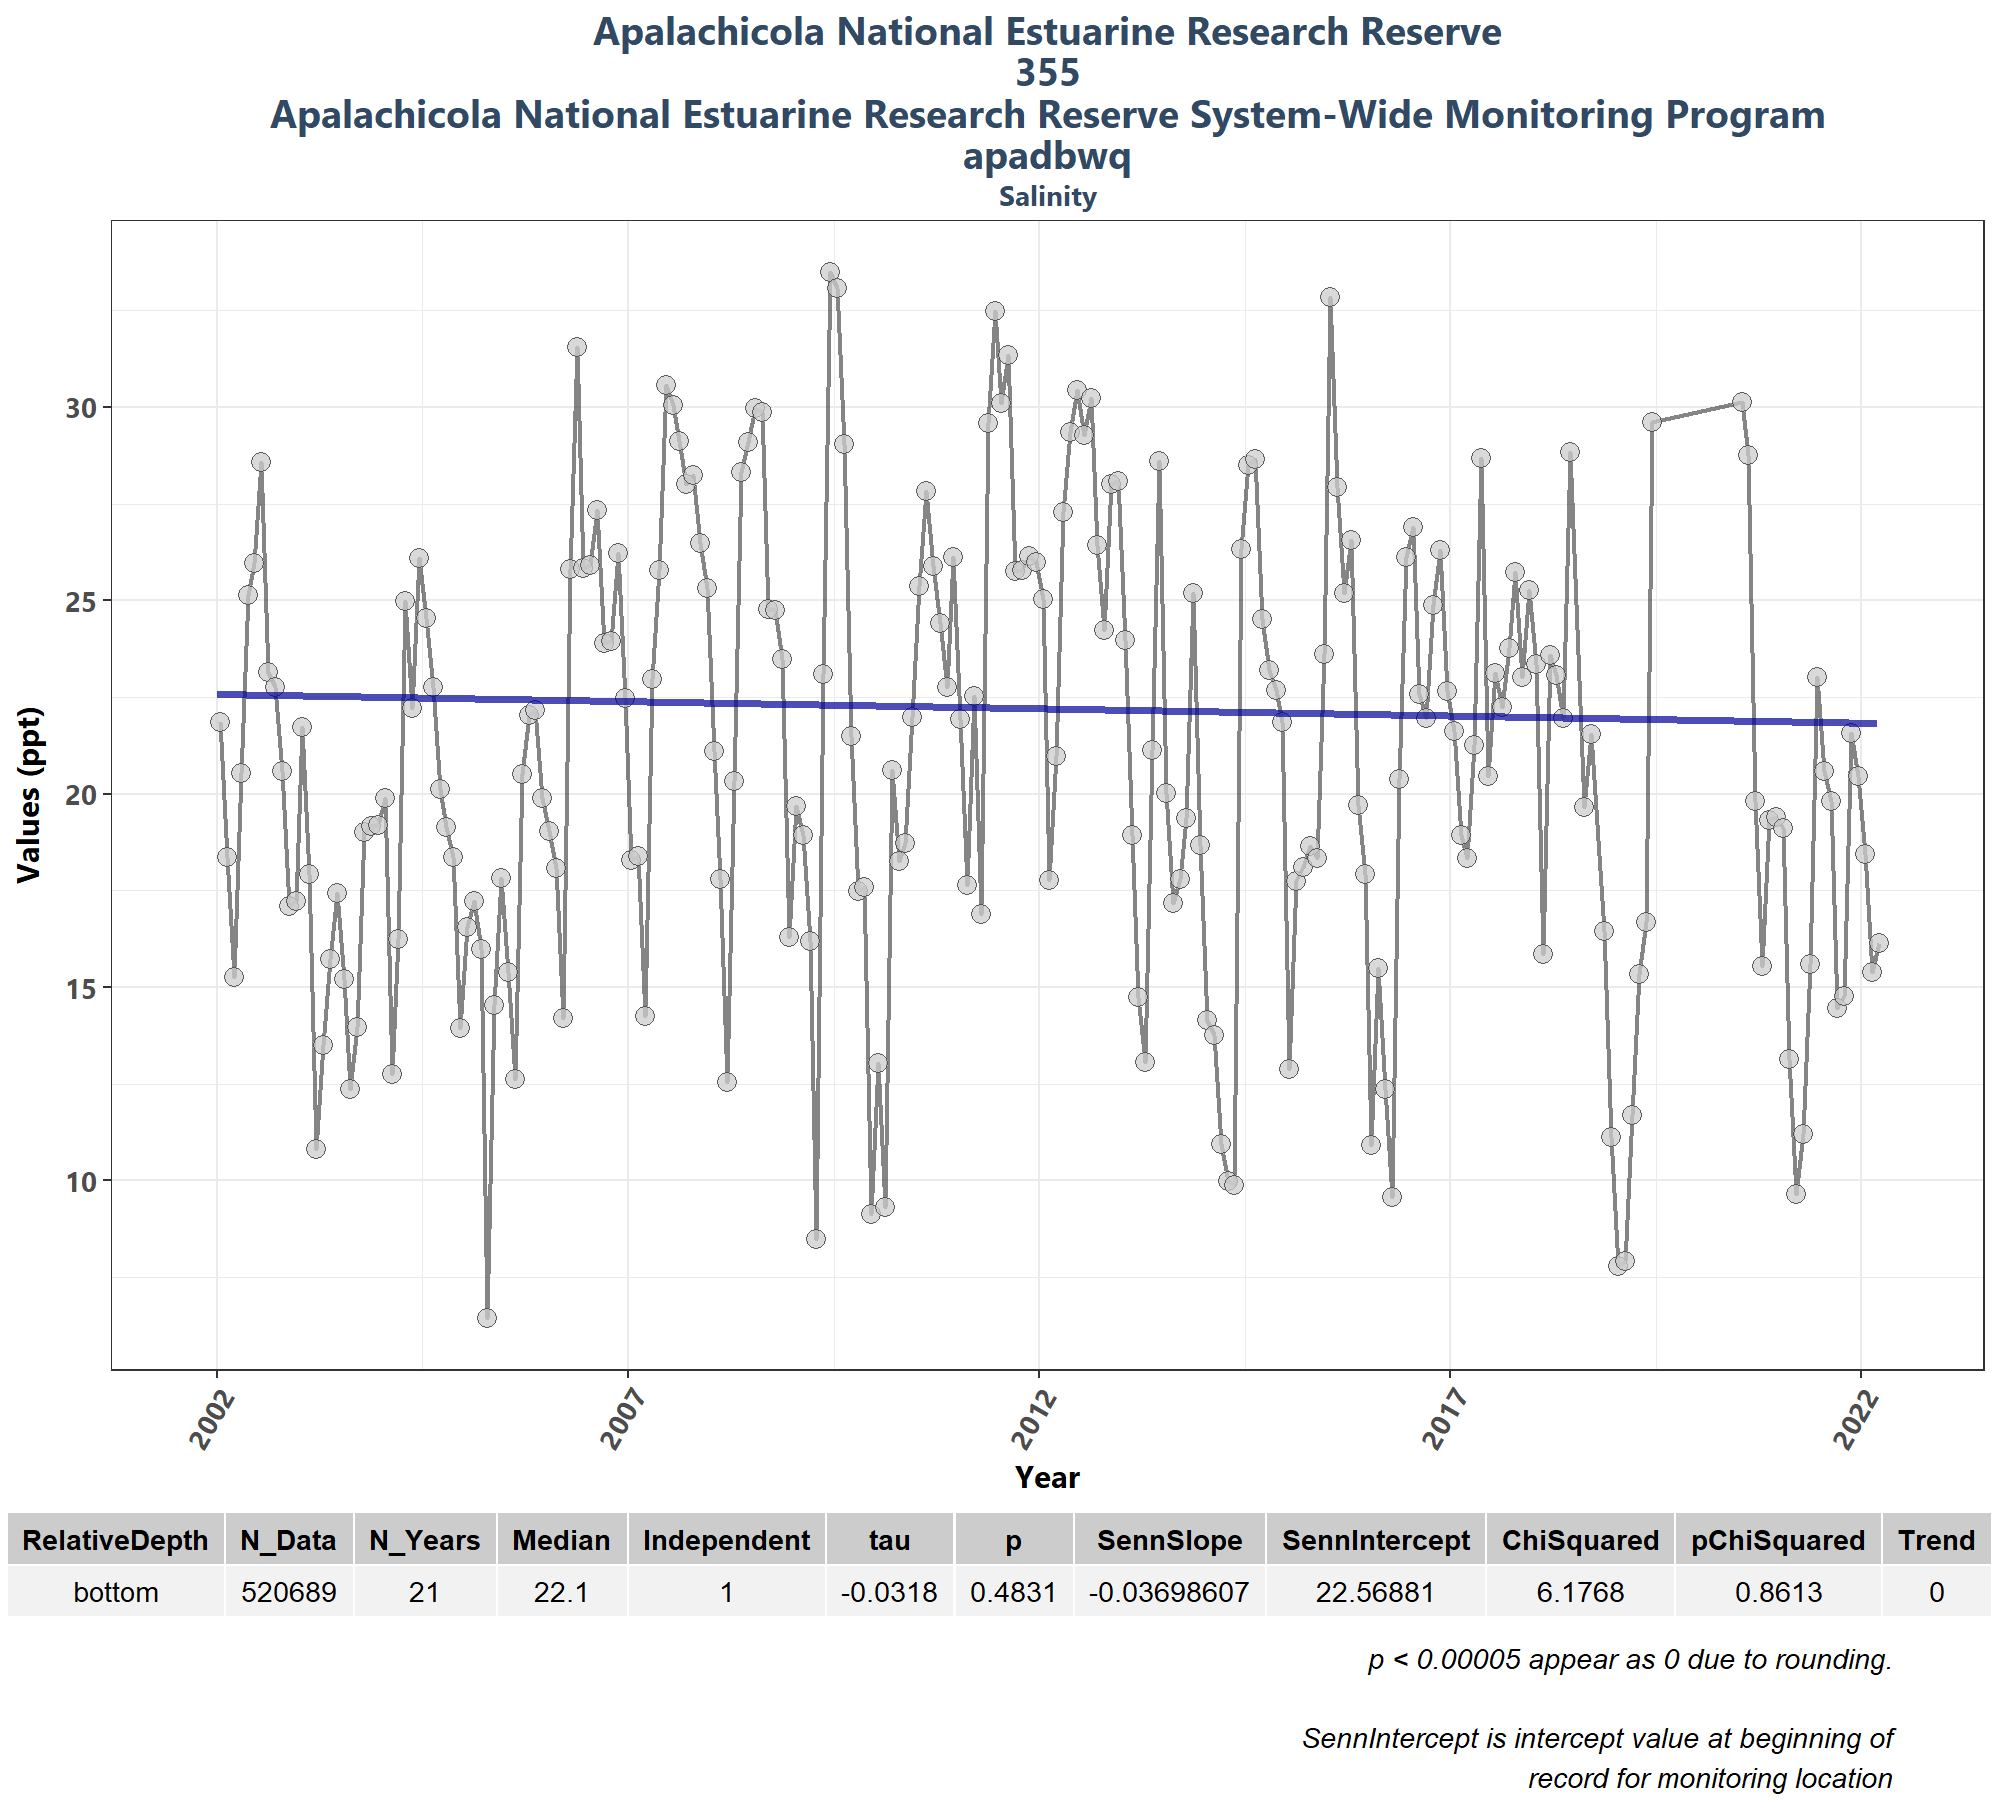 Apalachicola National Estuarine Research Reserve
355
Apalachicola National Estuarine Research Reserve System-Wide Monitoring Program
apadbwq
Salinity
Values (ppt)
30
25
20
15
10
2002 2007 2012 2017 2022
Year
RelativeDepth N_Data N_Years Median Independent tau p SennSlope SennIntercept ChiSquared pChiSquared Trend
bottom 520689 21 22.1 1 -0.0318 0.4831 -0.03698607 22.56881 6.1768 0.8613 0
p < 0.00005 appear as 0 due to rounding.
SennIntercept is intercept value at beginning of
record for monitoring location